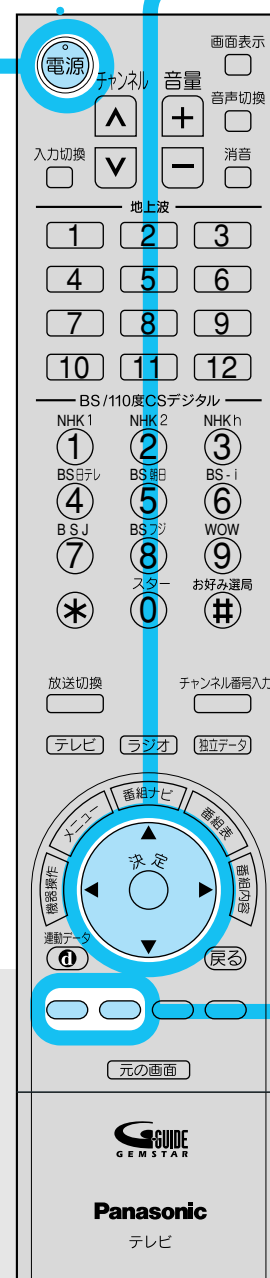 画面表示
電源
チャンネル 音量
音声切換
入力切換 消音
地上波
1 2 3
4 5 6
7 8 9
10 11 12
BS/110度CSデジタル
NHK1 NHK2 NHKh
1 2 3
BS日テレ BS朝日 BS-i
4 5 6
BSJ BSフジ WOW
7 8 9
スター お好み選局
* 0 #
放送切換 チャンネル番号入力
テレビ ラジオ 独立データ
番組ナビ
メニュー 番組表
機器操作 決定 番組内容
連動データ
d 戻る
元の画面
G-GUIDE
GEMSTAR
Panasonic
テレビ